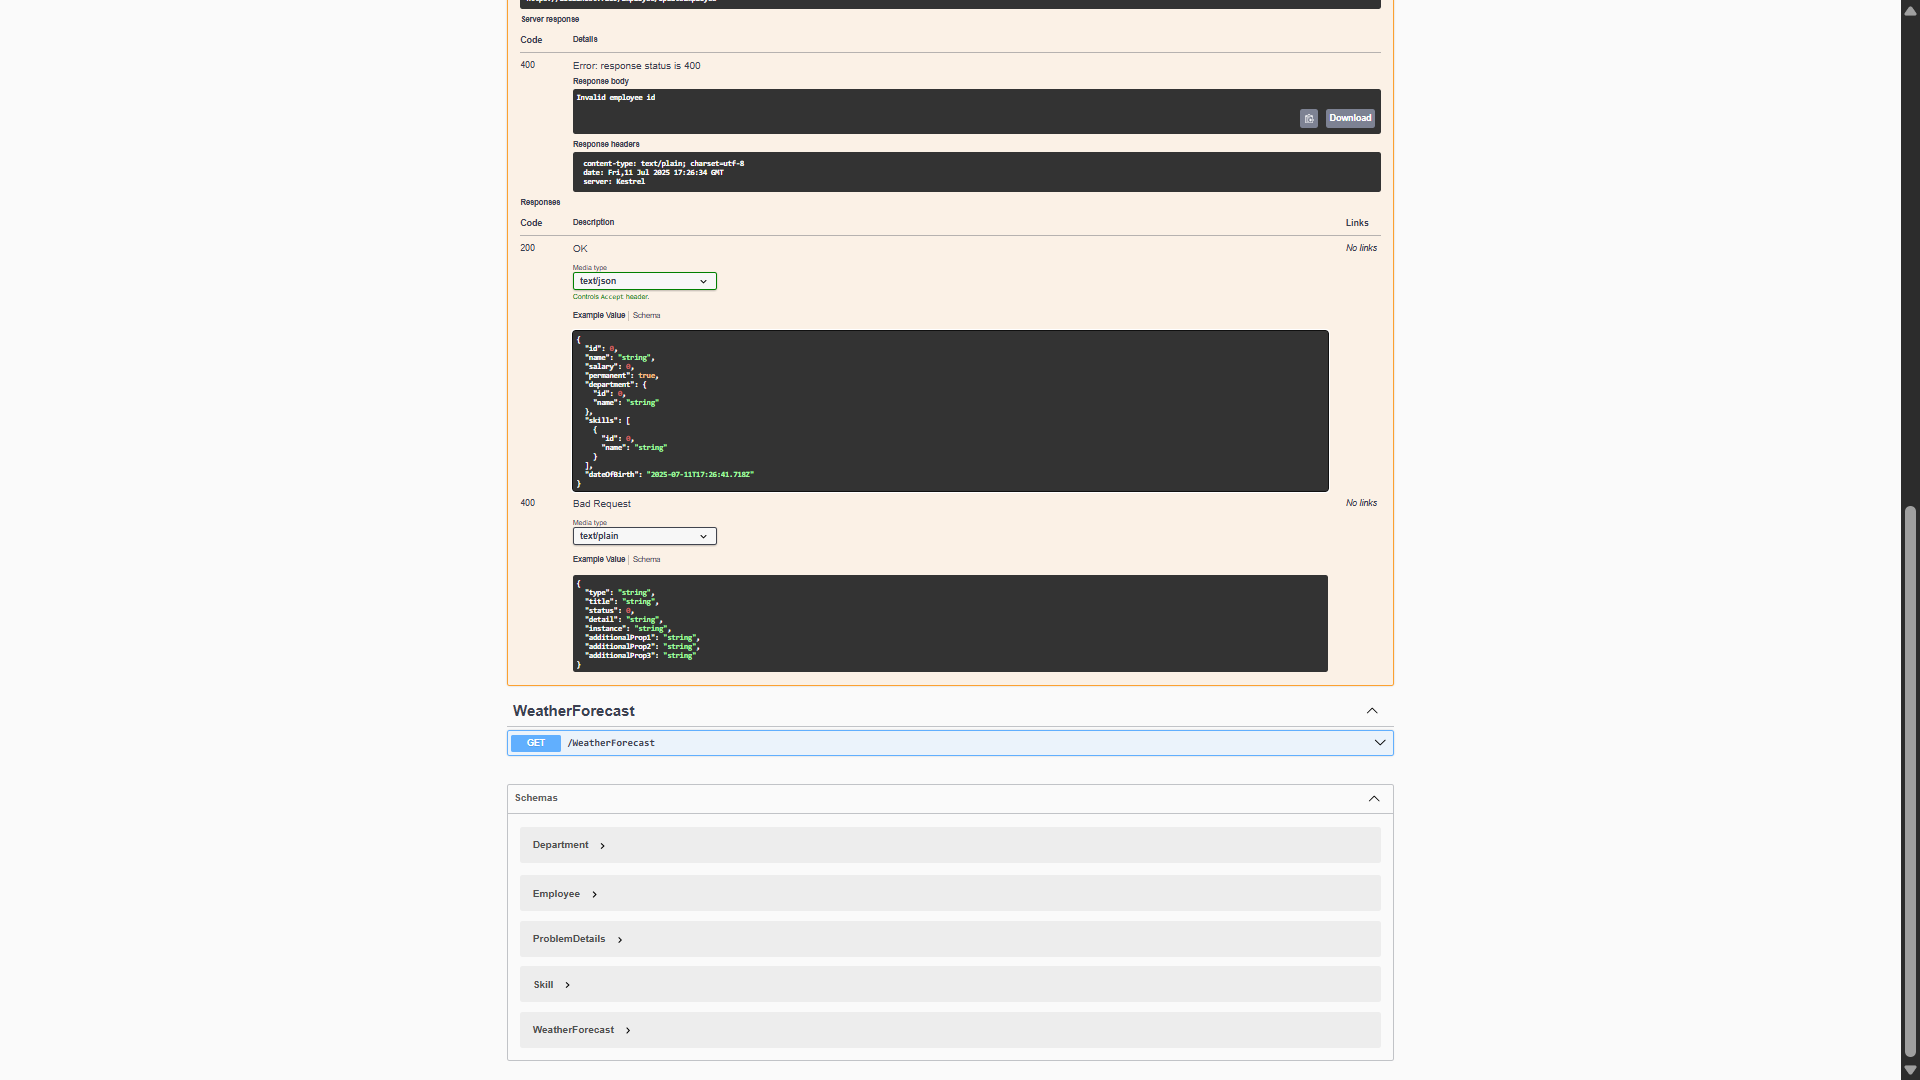 Server response
Code Details
400 Error: response status is 400
Response body
Invalid employee id
Download
Response headers
content-type: text/plain; charset=utf-8
date: Fri,11 Jul 2025 17:26:34 GMT
server: Kestrel
Responses
Code Description Links
200 OK No links
Media type
text/json
Controls Accept header.
Example Value | Schema
{
"id": 0,
"name": "string",
"salary": 0,
"permanent": true,
"department": {
"id": 0,
"name": "string"
},
"skills": [
{
"id": 0,
"name": "string"
}
],
"dateOfBirth": "2025-07-11T17:26:41.718Z"
}
400 Bad Request No links
Media type
text/plain
Example Value | Schema
{
"type": "string",
"title": "string",
"status": 0,
"detail": "string",
"instance": "string",
"additionalProp1": "string",
"additionalProp2": "string",
"additionalProp3": "string"
}
WeatherForecast
GET /WeatherForecast
Schemas
Department
Employee
ProblemDetails
Skill
WeatherForecast